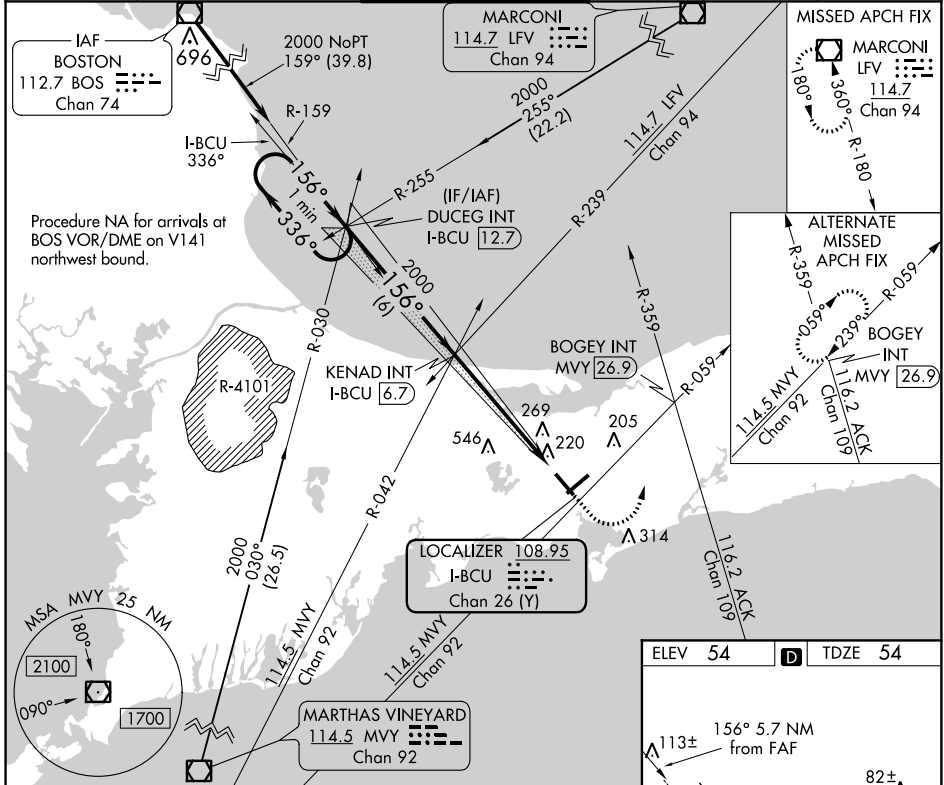 IAF
BOSTON
112.7 BOS
Chan 74
696
2000 NoPT
159° (39.8)
R-159
I-BCU
336°
MARCONI
114.7 LFV
Chan 94
2000
255°
(22.2)
R-255
114.7 LFV
Chan 94
R-239
MISSED APCH FIX
MARCONI
LFV
114.7
Chan 94
180°
360°
R-180
156°
1 min
336°
(IF/IAF)
DUCEG INT
I-BCU 12.7
Procedure NA for arrivals at
BOS VOR/DME on V141
northwest bound.
2000
156°
(6)
R-030
KENAD INT
I-BCU 6.7
R-4101
R-359
BOGEY INT
MVY 26.9
R-059
ALTERNATE
MISSED
APCH FIX
R-359
R-059
059°
239°
BOGEY
INT
MVY 26.9
114.5 MVY
Chan 92
116.2 ACK
Chan 109
269
205
546
220
314
R-042
LOCALIZER 108.95
I-BCU
Chan 26 (Y)
2000
030°
(26.5)
114.5 MVY
Chan 92
114.5 MVY
Chan 92
116.2 ACK
Chan 109
MSA MVY 25 NM
180°
2100
090°
1700
MARTHAS VINEYARD
114.5 MVY
Chan 92
ELEV 54
D
TDZE 54
156° 5.7 NM
from FAF
113±
82±